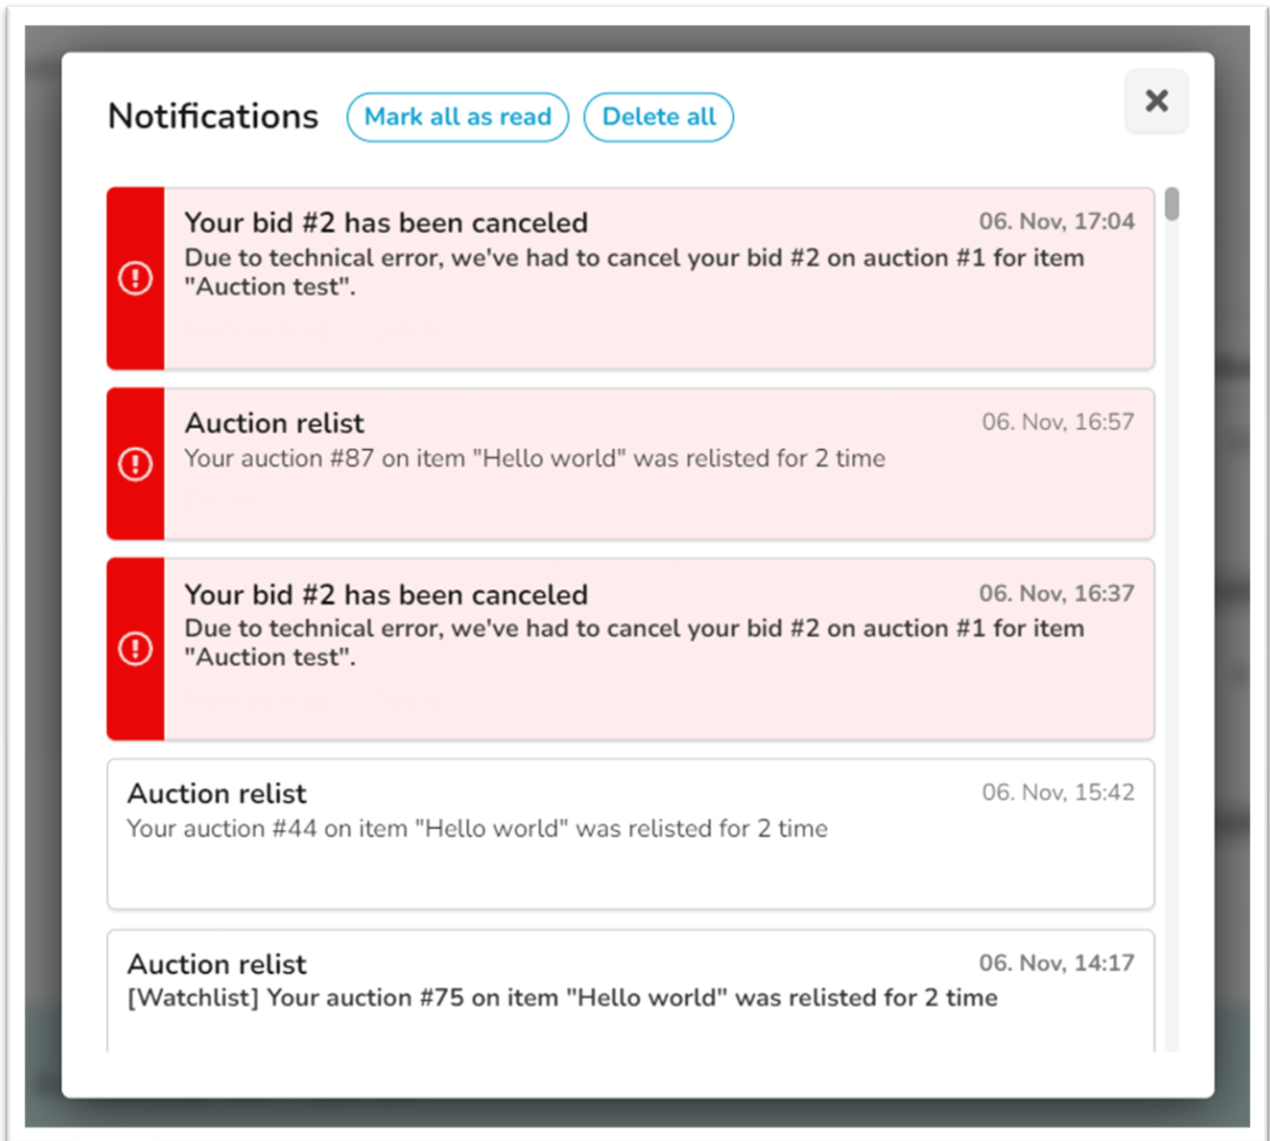 Notifications
Mark all as read
Delete all
Your bid #2 has been canceled
06. Nov, 17:04
Due to technical error, we've had to cancel your bid #2 on auction #1 for item
"Auction test".
Auction relist
06. Nov, 16:57
Your auction #87 on item "Hello world" was relisted for 2 time
Your bid #2 has been canceled
06. Nov, 16:37
Due to technical error, we've had to cancel your bid #2 on auction #1 for item
"Auction test".
Auction relist
06. Nov, 15:42
Your auction #44 on item "Hello world" was relisted for 2 time
Auction relist
06. Nov, 14:17
[Watchlist] Your auction #75 on item "Hello world" was relisted for 2 time